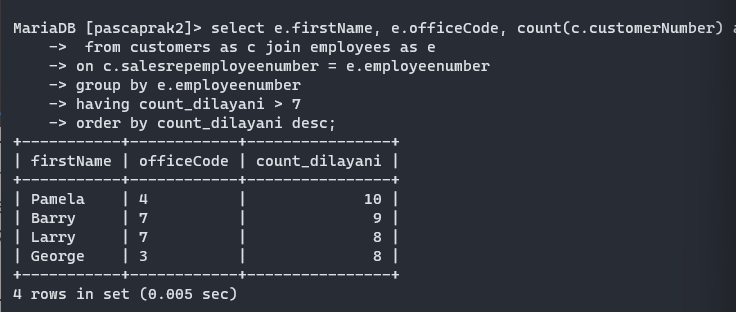 MariaDB [pascaprak2]> select e.firstName, e.officeCode, count(c.customerNumber)
    -> from customers as c join employees as e
    -> on c.salesrepemployeenumber = e.employeenumber
    -> group by e.employeenumber
    -> having count_dilayani > 7
    -> order by count_dilayani desc;
+-----------+------------+----------------+
| firstName | officeCode | count_dilayani |
+-----------+------------+----------------+
| Pamela    | 4          |             10 |
| Barry     | 7          |              9 |
| Larry     | 7          |              8 |
| George    | 3          |              8 |
+-----------+------------+----------------+
4 rows in set (0.005 sec)